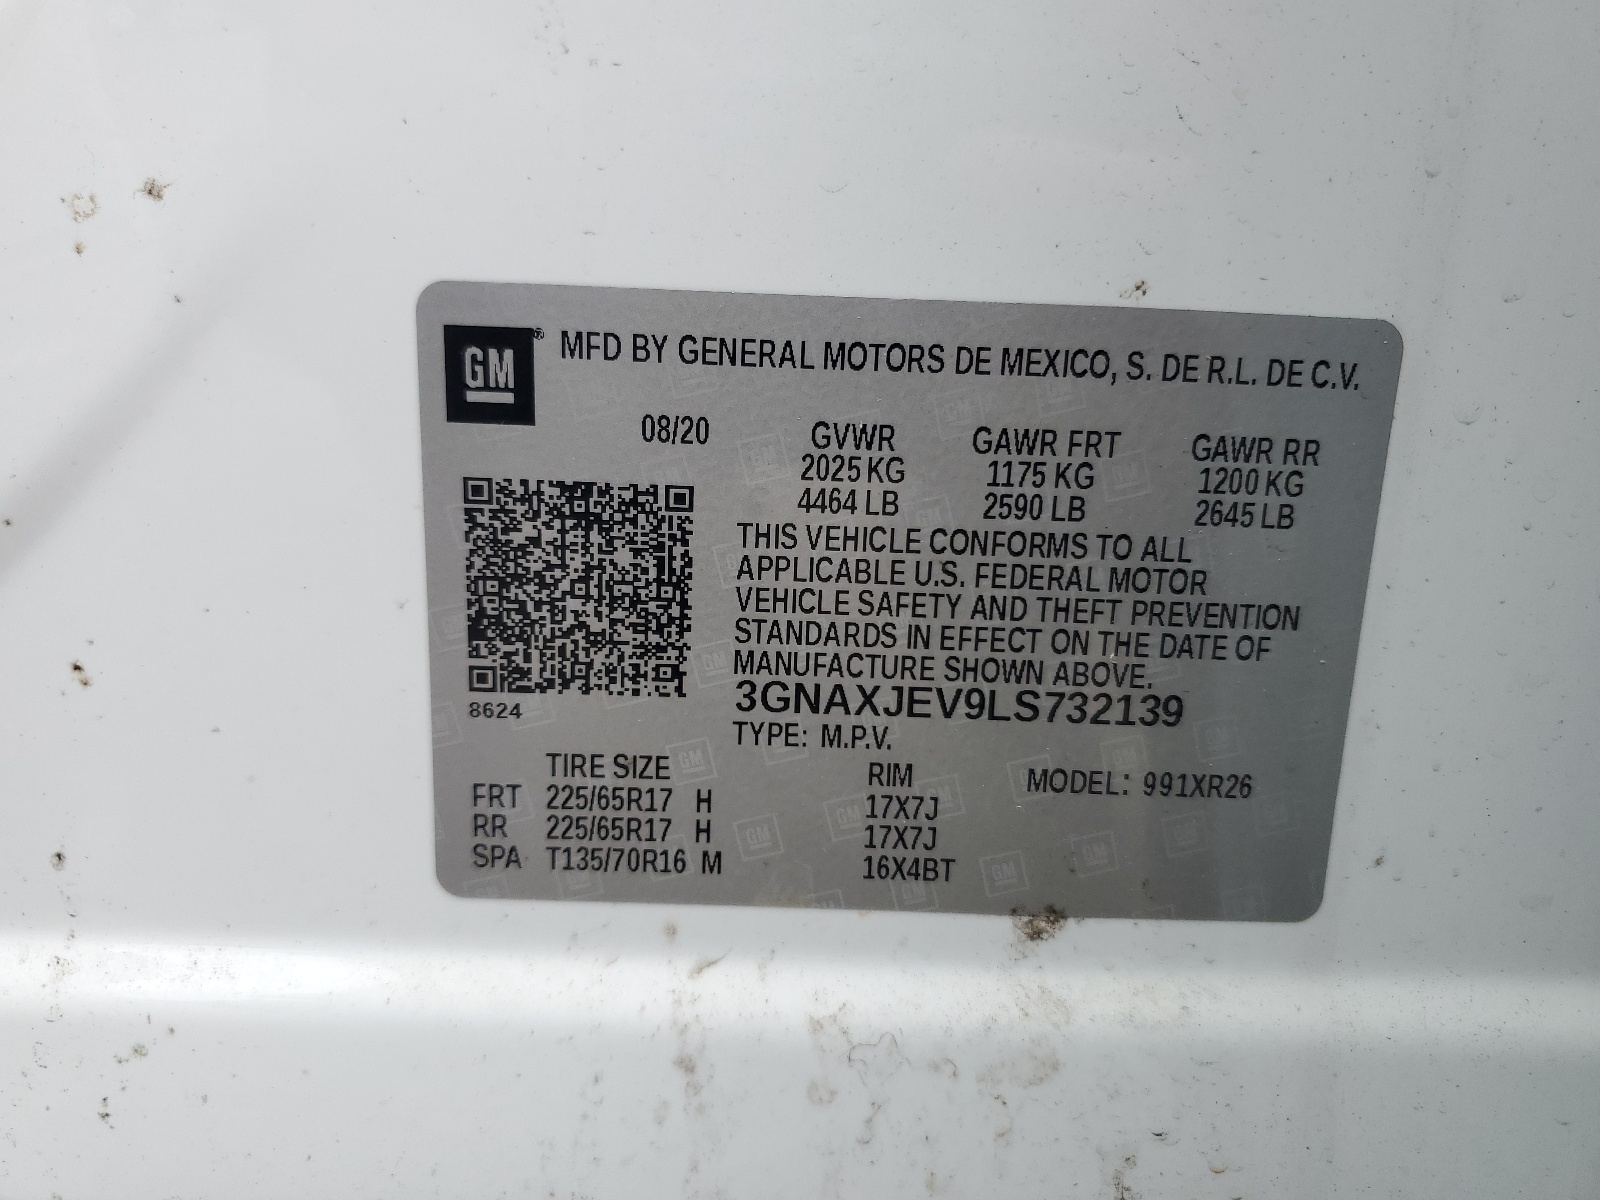 GM ® MFD BY GENERAL MOTORS DE MEXICO, S. DE R.L. DE C.V.
08/20 GVWR GAWR FRT GAWR RR
2025 KG 1175 KG 1200 KG
4464 LB 2590 LB 2645 LB
THIS VEHICLE CONFORMS TO ALL
APPLICABLE U.S. FEDERAL MOTOR
VEHICLE SAFETY AND THEFT PREVENTION
STANDARDS IN EFFECT ON THE DATE OF
MANUFACTURE SHOWN ABOVE.
3GNAXJEV9LS732139
8624
TYPE: M.P.V.
TIRE SIZE RIM MODEL: 991XR26
FRT 225/65R17 H 17X7J
RR 225/65R17 H 17X7J
SPA T135/70R16 M 16X4BT